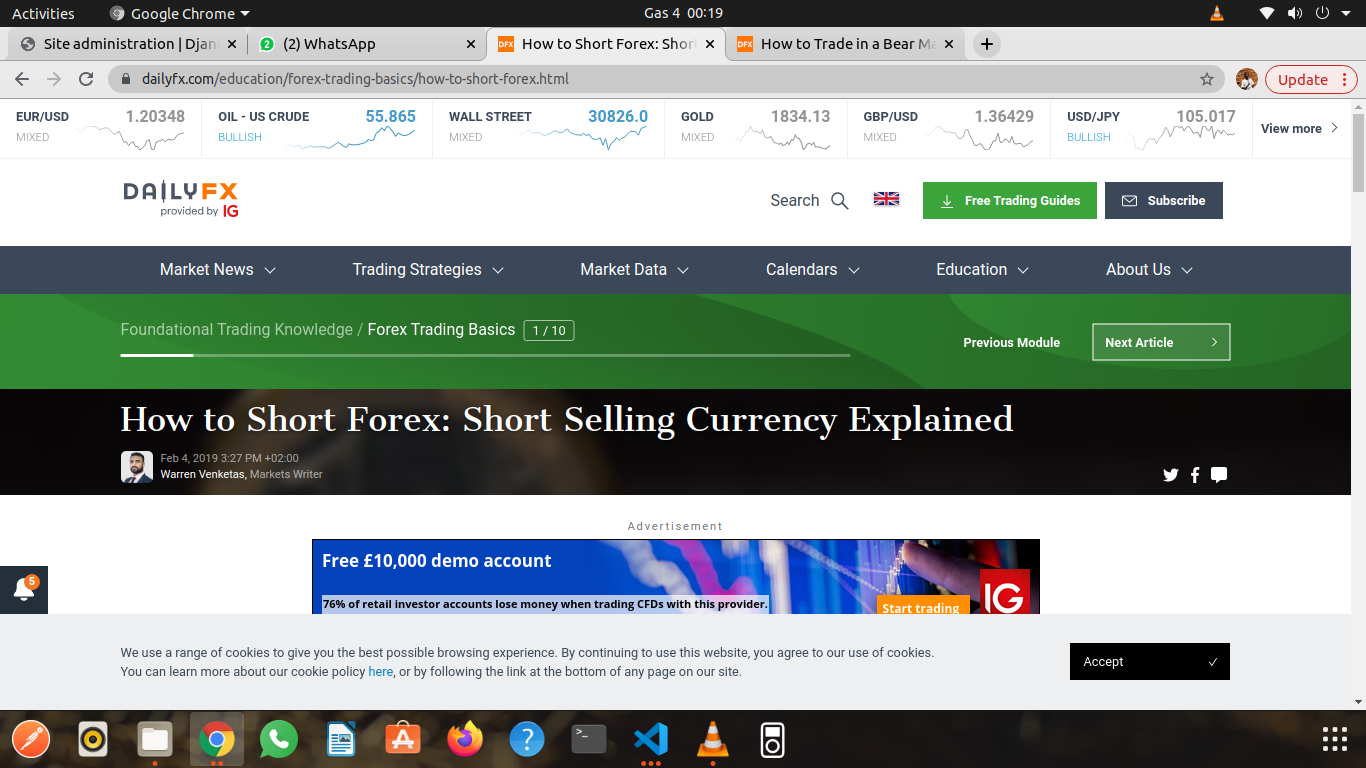 Activities
Google Chrome
Gas 4 00:19
Site administration | Djan
2
(2) WhatsApp
DFX
How to Short Forex: Shor
DFX
How to Trade in a Bear Ma
dailyfx.com/education/forex-trading-basics/how-to-short-forex.html
Update
EUR/USD 1.20348
MIXED
OIL - US CRUDE 55.865
BULLISH
WALL STREET 30826.0
MIXED
GOLD 1834.13
MIXED
GBP/USD 1.36429
MIXED
USD/JPY 105.017
BULLISH
View more
DAILYFX
provided by IG
Search
Free Trading Guides
Subscribe
Market News
Trading Strategies
Market Data
Calendars
Education
About Us
Foundational Trading Knowledge / Forex Trading Basics 1 / 10
Previous Module
Next Article
How to Short Forex: Short Selling Currency Explained
Feb 4, 2019 3:27 PM +02:00
Warren Venketas, Markets Writer
Advertisement
Free £10,000 demo account
76% of retail investor accounts lose money when trading CFDs with this provider.
Start trading
IG
5
We use a range of cookies to give you the best possible browsing experience. By continuing to use this website, you agree to our use of cookies.
You can learn more about our cookie policy here, or by following the link at the bottom of any page on our site.
Accept